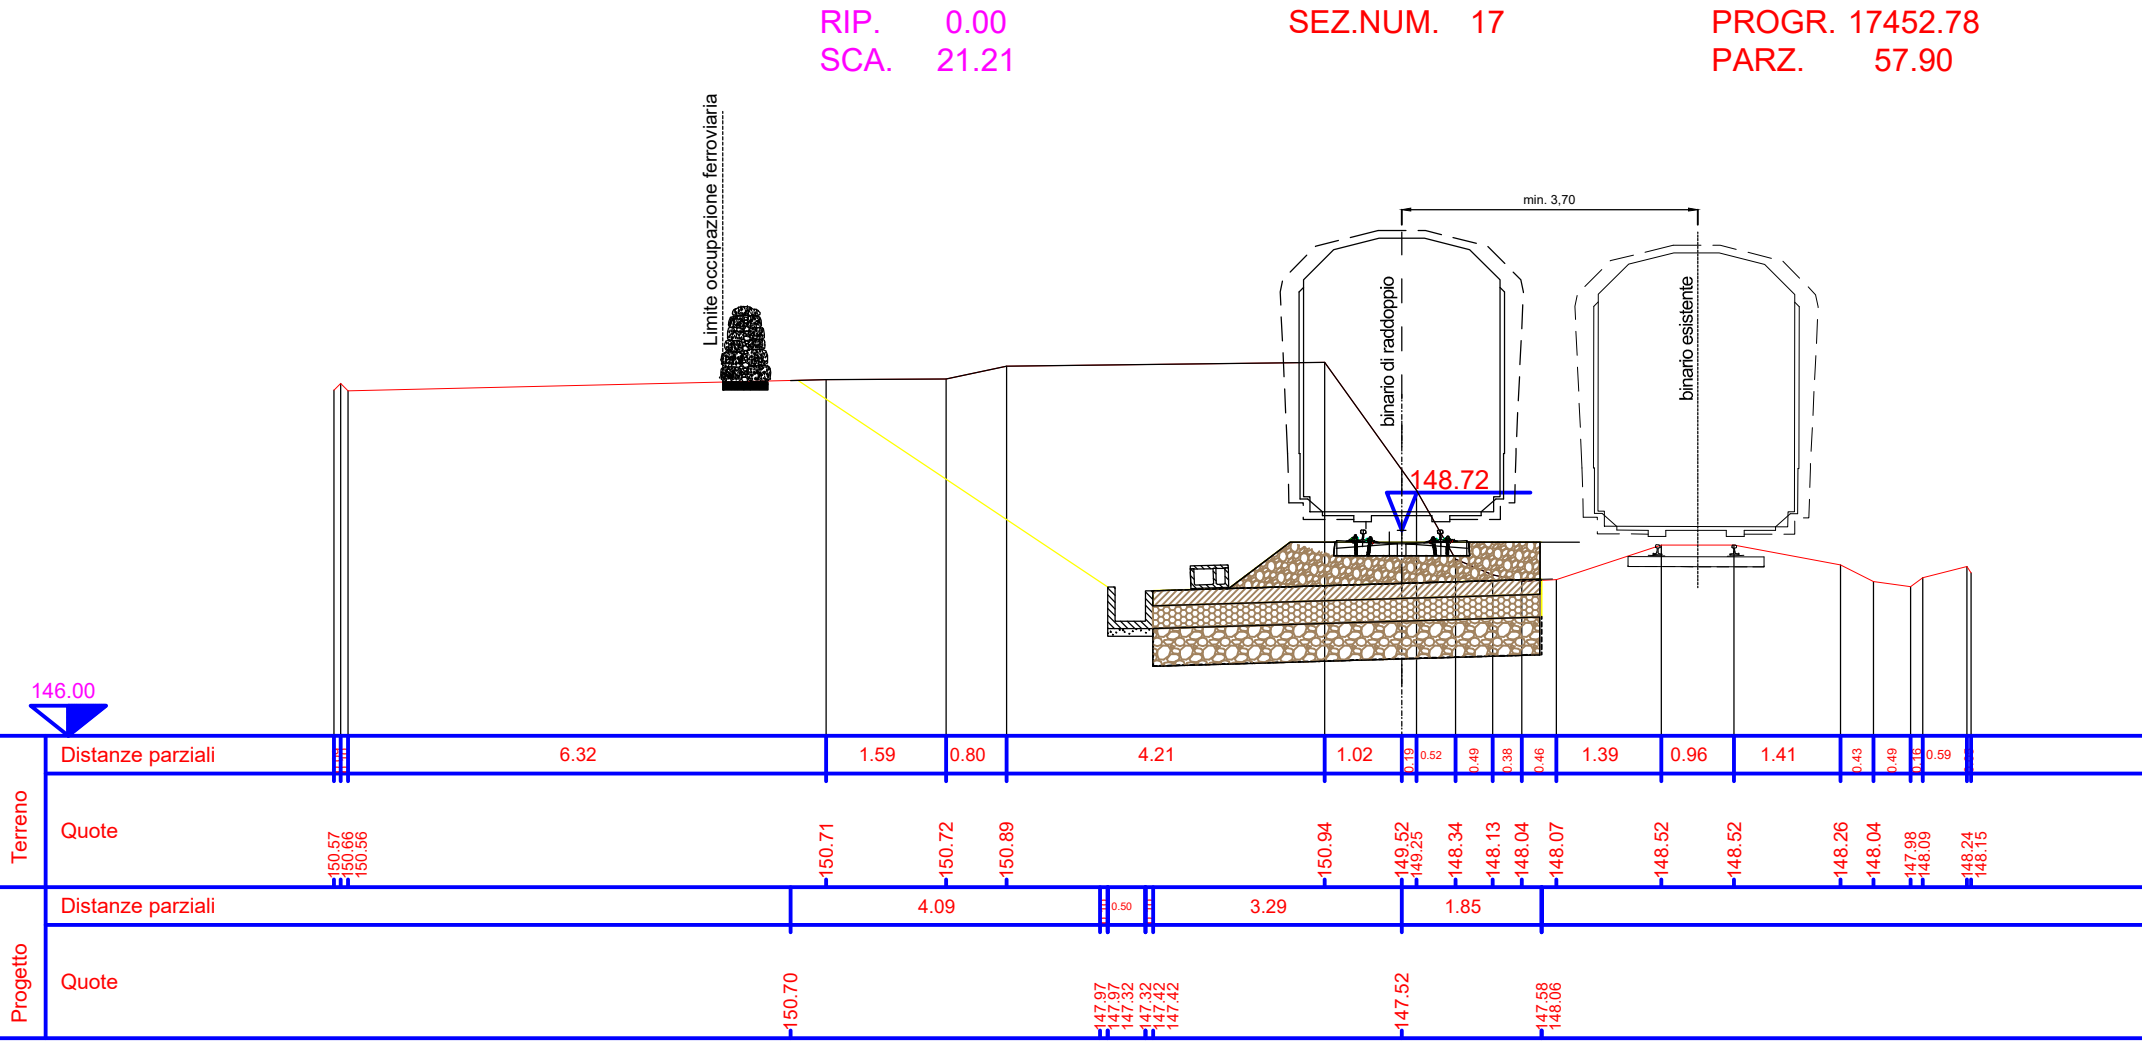 RIP. 0.00 SEZ.NUM. 17 PROGR. 17452.78
SCA. 21.21 PARZ. 57.90
Limite occupazione ferroviaria
min. 3,70
binario di raddoppio
binario esistente
148.72
146.00
Terreno
Distanze parziali 6.32 1.59 0.80 4.21 1.02 0.19 0.52 0.49 0.38 0.46 1.39 0.96 1.41 0.43 0.49 0.16 0.59
Quote 150.57 150.66 150.56 150.71 150.72 150.89 150.94 149.52 149.25 148.34 148.13 148.04 148.07 148.52 148.52 148.26 148.04 147.98 148.09 148.24 148.15
Progetto
Distanze parziali 4.09 0.50 3.29 1.85
Quote 150.70 147.97 147.97 147.32 147.32 147.42 147.42 147.52 147.58 148.06